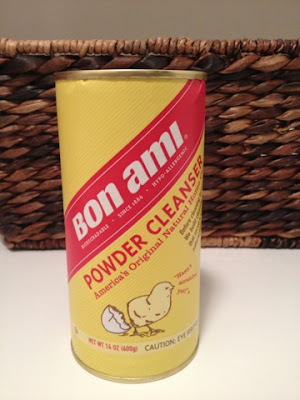 Bon ami
BIODEGRADABLE · SINCE 1886 · HYPO-ALLERGENIC
POWDER CLEANSER
America's Original Natural
"Hasn't
scratched
yet!"
NET WT 14 OZ (400g)
CAUTION: EYE